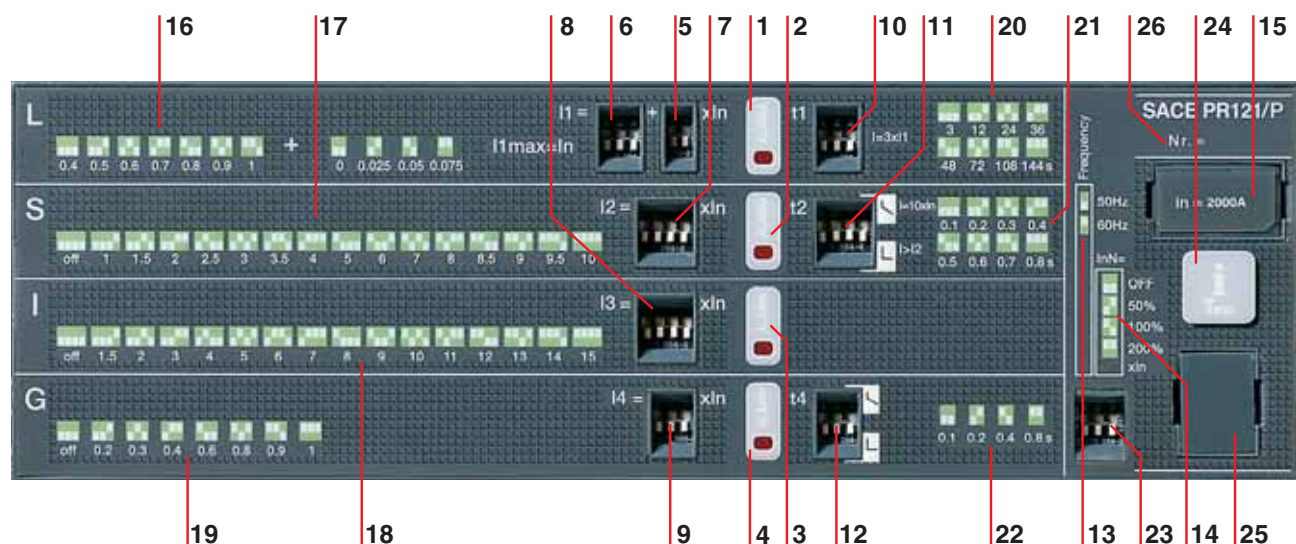 16 17 8 6 5 7 1 2 10 11 20 21 26 24 15
L I1 = + xIn t1 SACE PR121/P
I1max=In I=3xI1 3 12 24 36 Nr. =
0.4 0.5 0.6 0.7 0.8 0.9 1 + 0 0.025 0.05 0.075 48 72 108 144 s Frequency
S I2 = xIn t2 I=10xIn 50Hz In = 2000A
0.1 0.2 0.3 0.4 60Hz
I>I2
off 1 1.5 2 2.5 3 3.5 4 5 6 7 8 8.5 9 9.5 10 0.5 0.6 0.7 0.8 s InN=
I I3 = xIn OFF
50%
100%
off 1.5 2 3 4 5 6 7 8 9 10 11 12 13 14 15 200%
xIn
Test
G I4 = xIn t4
off 0.2 0.3 0.4 0.6 0.8 0.9 1 0.1 0.2 0.4 0.8 s
19 18 9 4 3 12 22 13 23 14 25